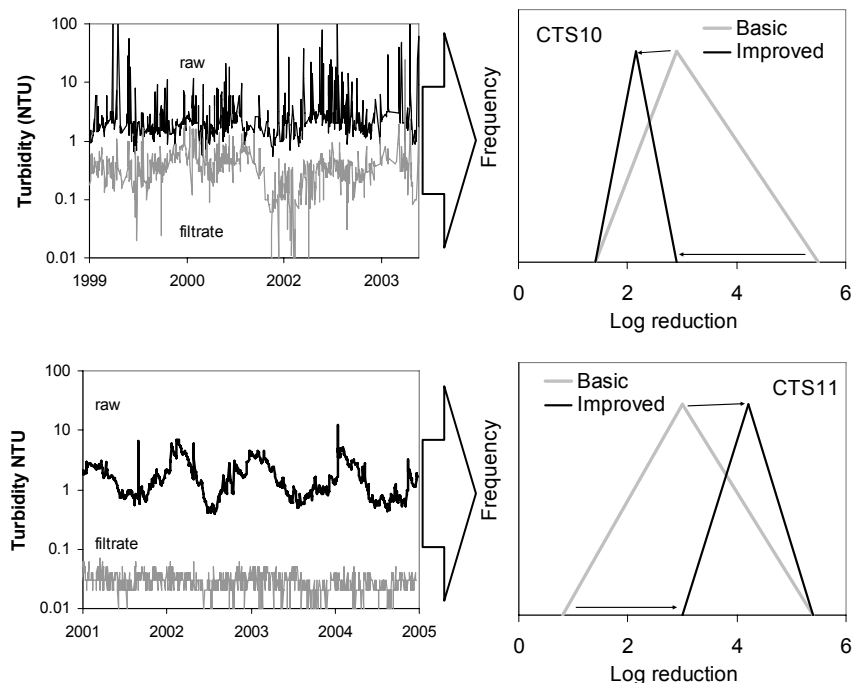 Turbidity (NTU)
100
10
1
0.1
0.01
raw
filtrate
1999
2000
2002
2003
Frequency
CTS10
Basic
Improved
0
2
4
6
Log reduction
Turbidity NTU
100
10
1
0.1
0.01
raw
filtrate
2001
2002
2003
2004
2005
Frequency
Basic
Improved
CTS11
0
2
4
6
Log reduction